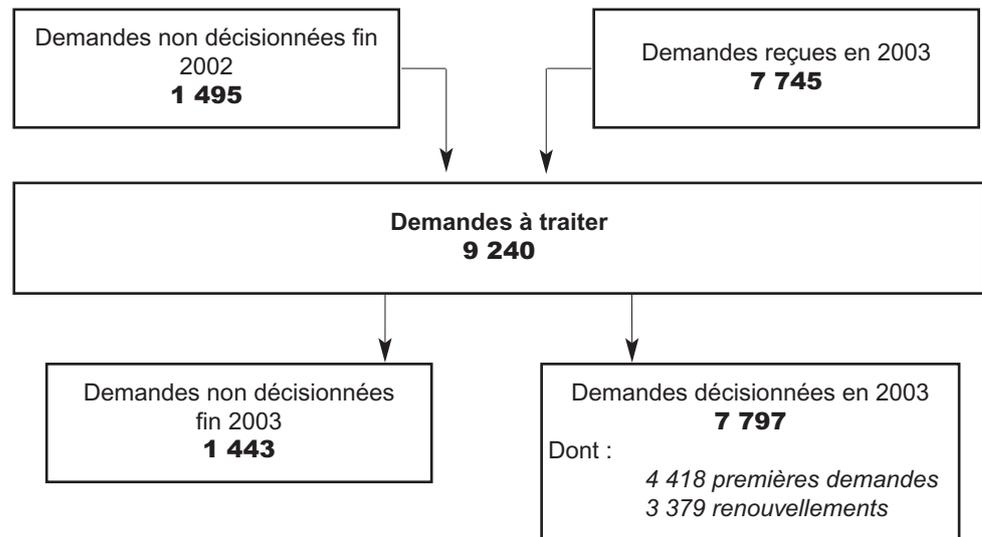 Demandes non décisionnées fin
2002
1 495
Demandes reçues en 2003
7 745
Demandes à traiter
9 240
Demandes non décisionnées
fin 2003
1 443
Demandes décisionnées en 2003
7 797
Dont :
4 418 premières demandes
3 379 renouvellements